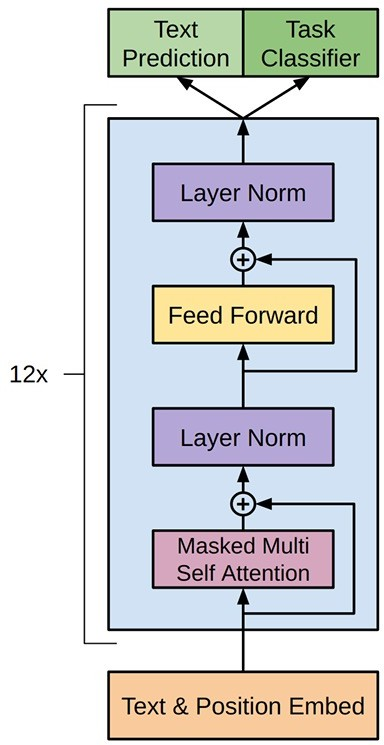 Text
Prediction
Task
Classifier
Layer Norm
+
Feed Forward
12x
Layer Norm
+
Masked Multi
Self Attention
Text & Position Embed